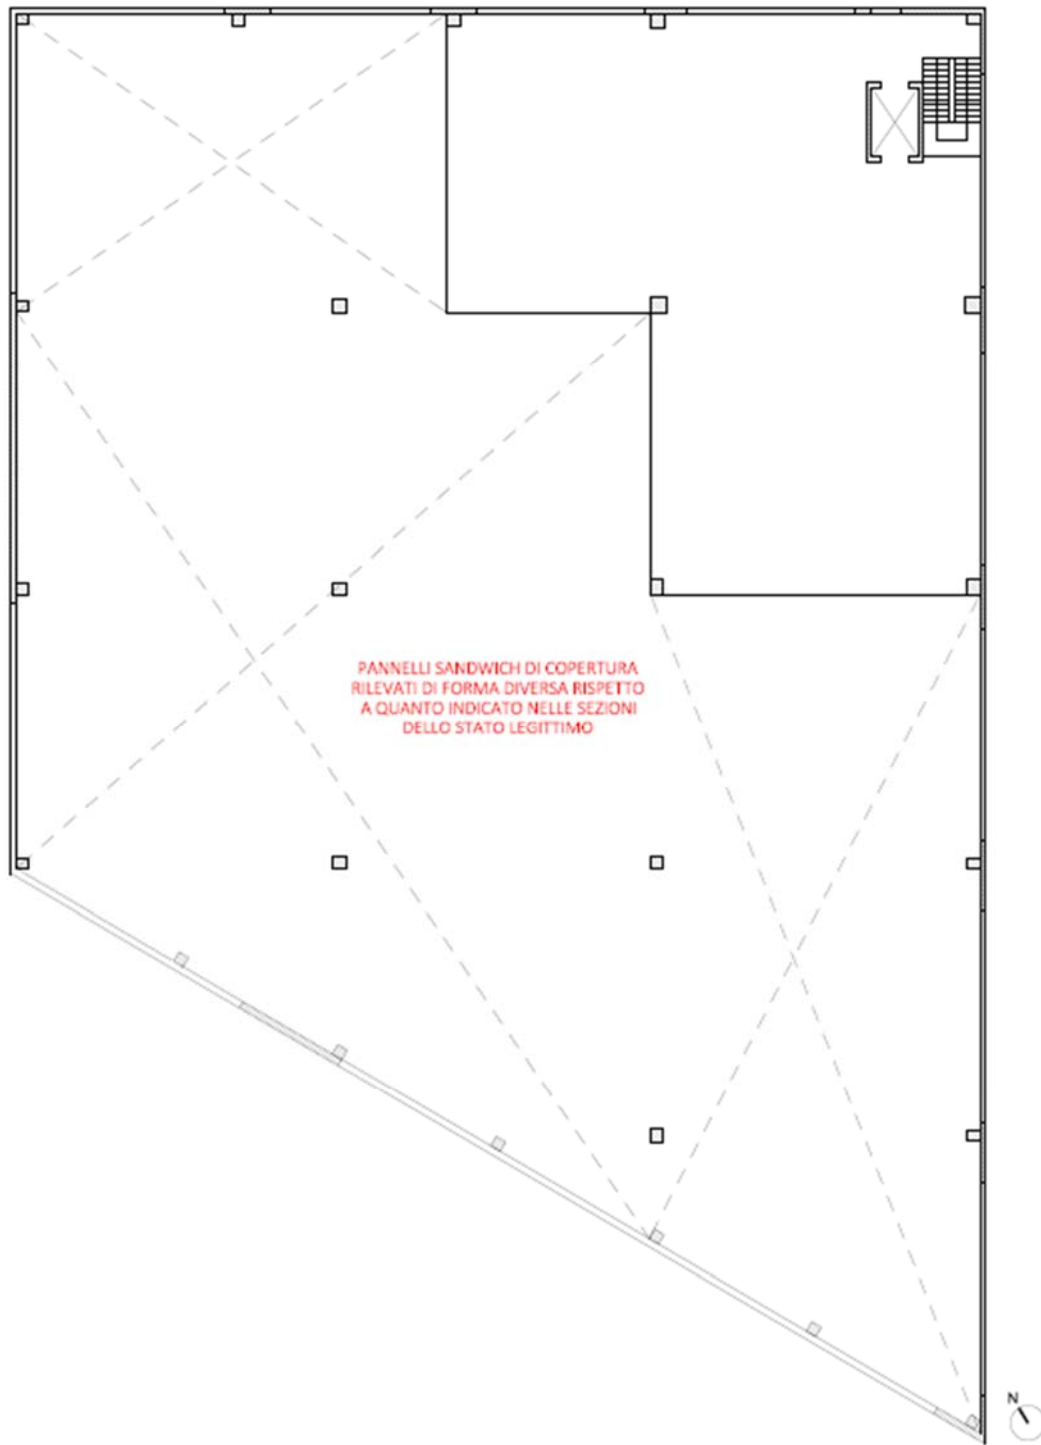 PANNELLI SANDWICH DI COPERTURA
RILEVATI DI FORMA DIVERSA RISPETTO
A QUANTO INDICATO NELLE SEZIONI
DELLO STATO LEGITTIMO
N